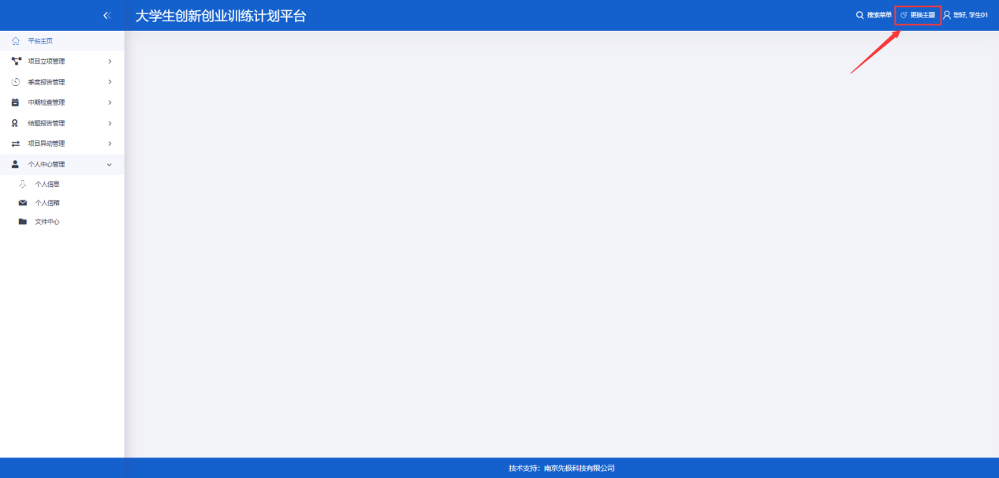 大学生创新创业训练计划平台
搜索菜单
更换主题
您好, 学生01
平台主页
项目立项管理
季度报告管理
中期检查管理
结题报告管理
项目异动管理
个人中心管理
个人信息
个人信箱
文件中心
技术支持：南京先极科技有限公司